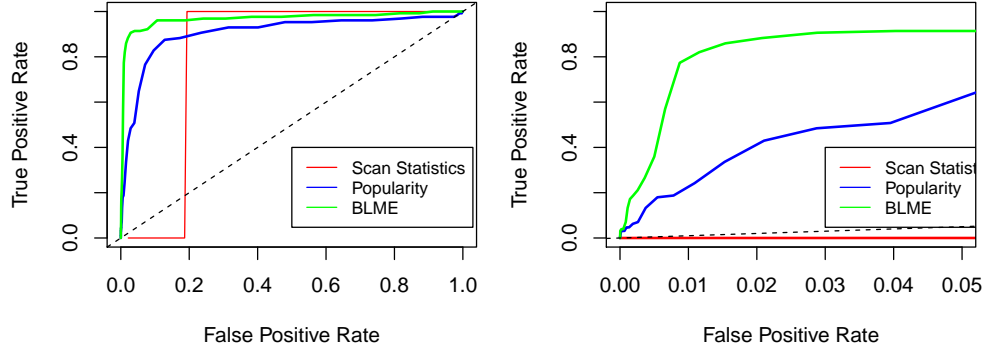 True Positive Rate
0.0 0.4 0.8
Scan Statistics
Popularity
BLME
0.0 0.2 0.4 0.6 0.8 1.0
False Positive Rate
True Positive Rate
0.0 0.4 0.8
Scan Statist
Popularity
BLME
0.00 0.01 0.02 0.03 0.04 0.05
False Positive Rate